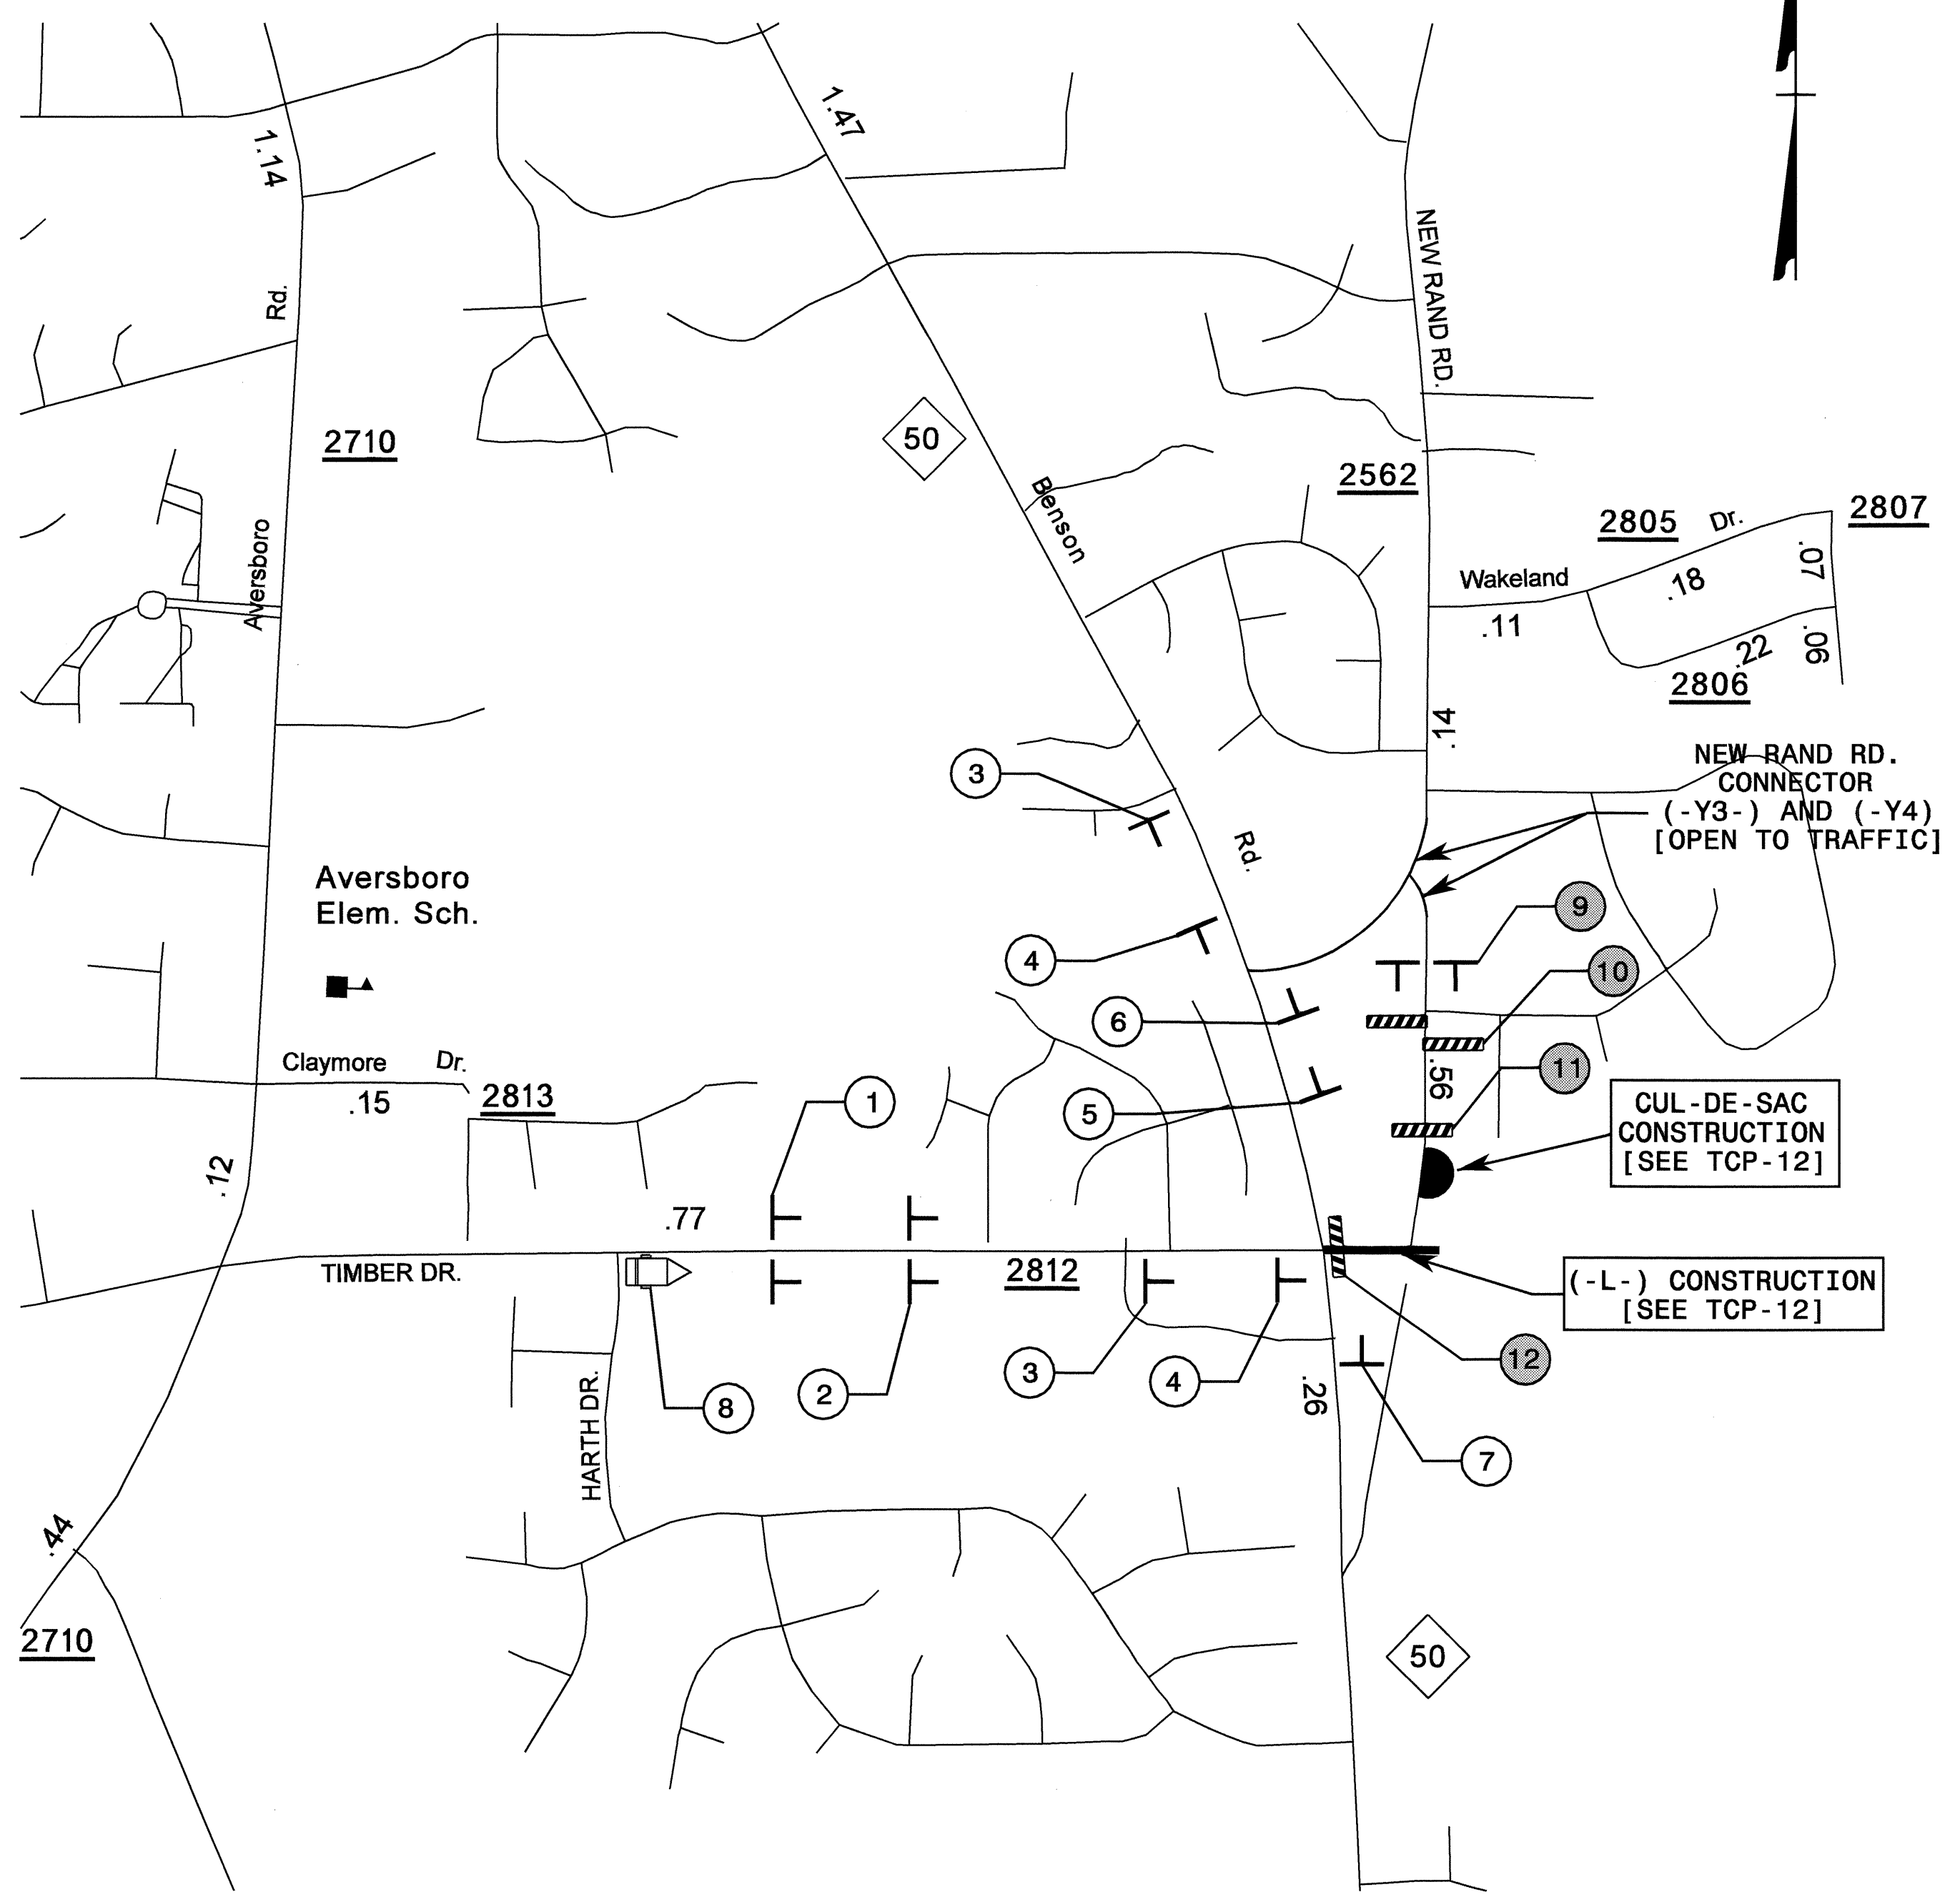 1.47
1.14
NEW RAND RD.
Rd.
50
2710
Benson
2562
2805
Dr.
2807
Aversboro
Wakeland
.18
.07
.11
.22
.06
2806
.14
NEW RAND RD.
CONNECTOR
(-Y3-) AND (-Y4)
[OPEN TO TRAFFIC]
3
Rd.
Aversboro
Elem. Sch.
9
4
10
6
Claymore Dr.
.15
2813
1
5
.56
11
CUL-DE-SAC
CONSTRUCTION
[SEE TCP-12]
.12
.77
TIMBER DR.
2812
(-L-) CONSTRUCTION
[SEE TCP-12]
12
8
2
3
4
.26
HARTH DR.
7
.44
2710
50